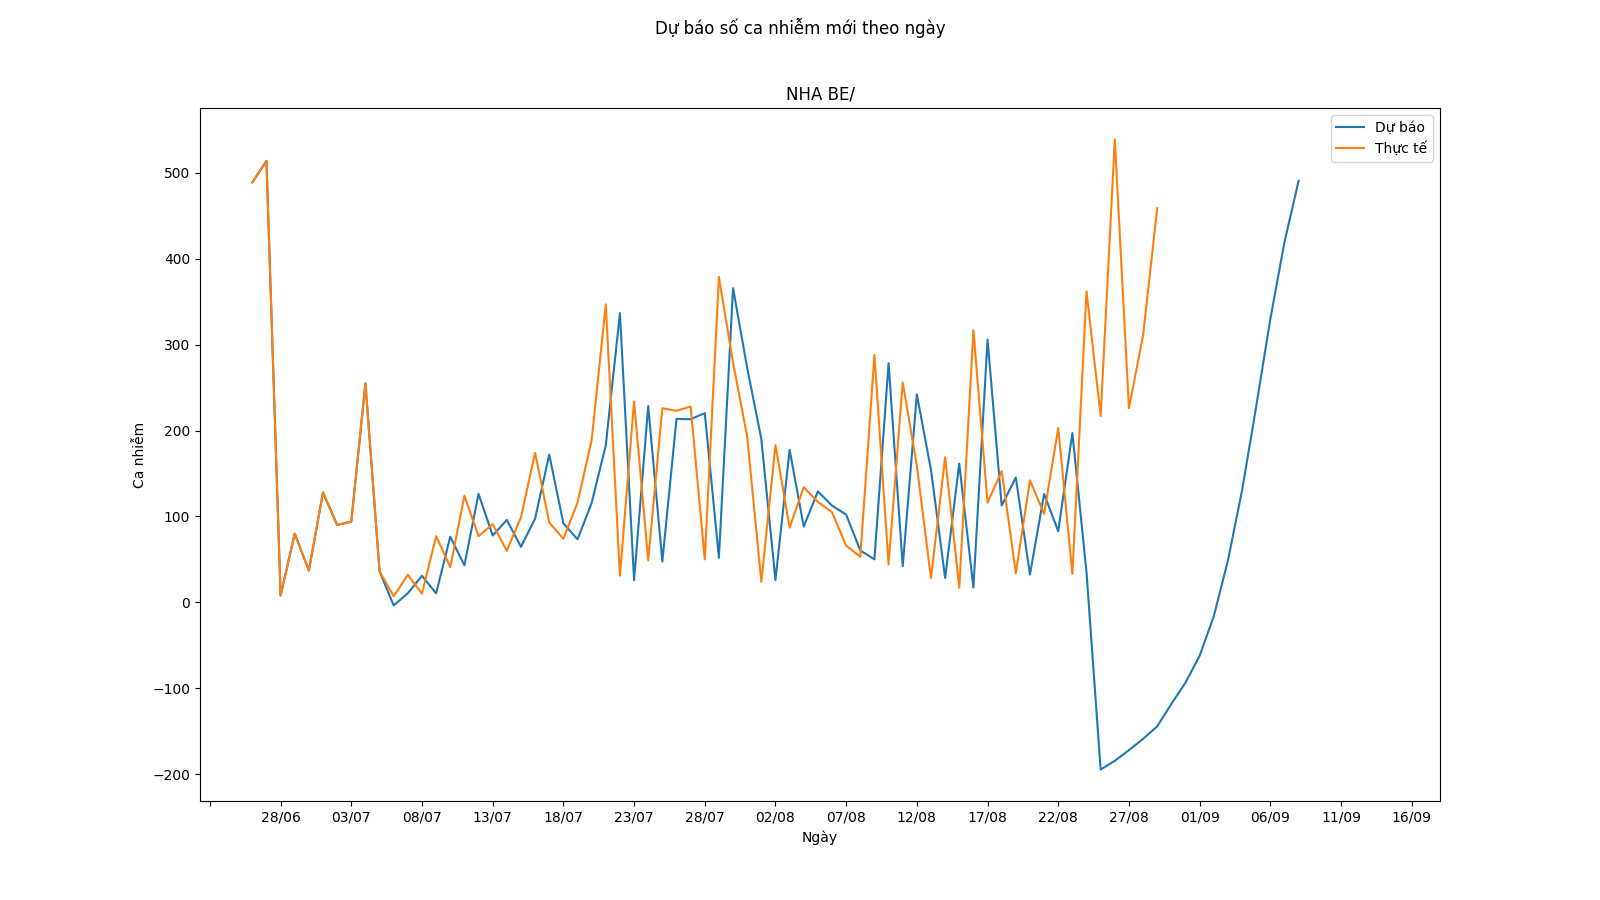 Dự báo số ca nhiễm mới theo ngày
NHA BE/
Dự báo
Thực tế
500
400
300
200
100
0
−100
−200
Ca nhiễm
28/06 03/07 08/07 13/07 18/07 23/07 28/07 02/08 07/08 12/08 17/08 22/08 27/08 01/09 06/09 11/09 16/09
Ngày